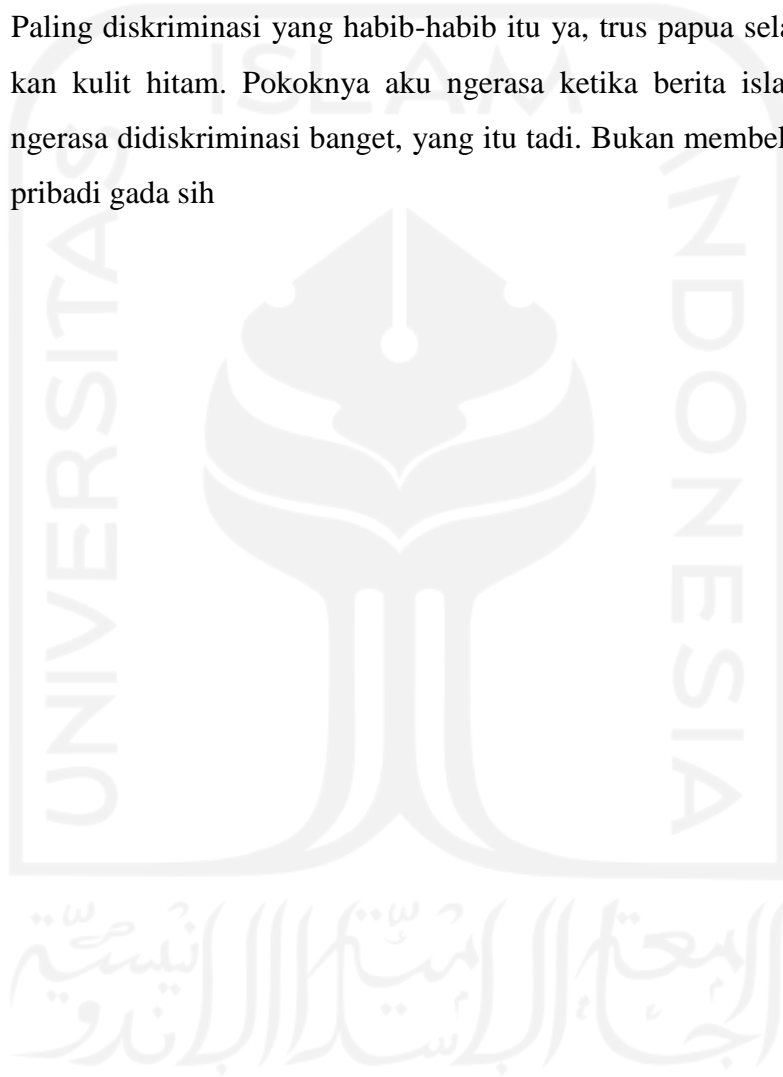 Paling diskriminasi yang habib-habib itu ya, trus papua
kan kulit hitam. Pokoknya aku ngerasa ketika berita
ngerasa didiskriminasi banget, yang itu tadi. Bukan
pribadi gada sih
ISLAM
UNIVERSITAS
INDONESIA